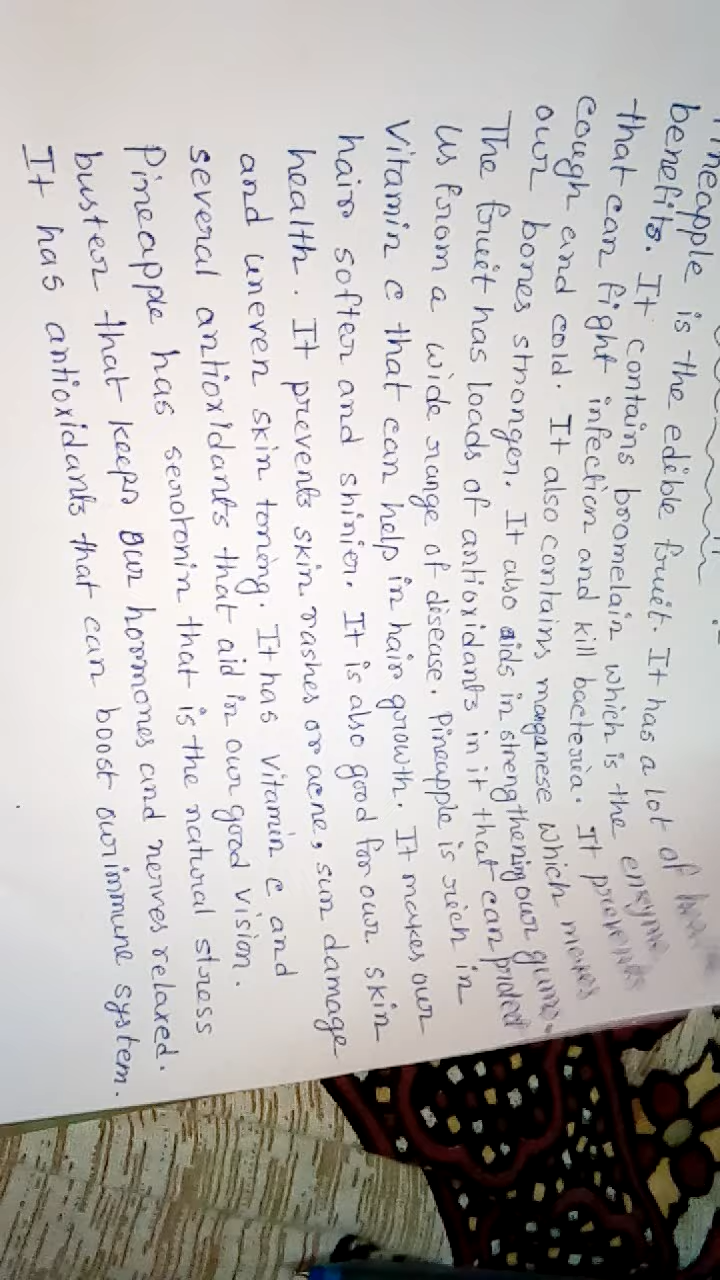 Pineapple is the edible fruit. It has a lot of
benefits. It contains bromelain which is the enzyme
that can fight infection and kill bacteria. It prevents
cough and cold. It also contains manganese which makes
our bones stronger. It also aids in strengthening our gums.
The fruit has loads of antioxidants in it that can protect
us from a wide range of disease. Pineapple is rich in
Vitamin c that can help in hair growth. It makes our
hair softer and shinier. It is also good for our skin
health. It prevents skin rashes or acne, sun damage
and uneven skin toning. It has vitamin c and
several antioxidants that aid in our good vision.
Pineapple has serotonin that is the natural stress
buster that keeps our hormones and nerves relaxed.
It has antioxidants that can boost our immune system.